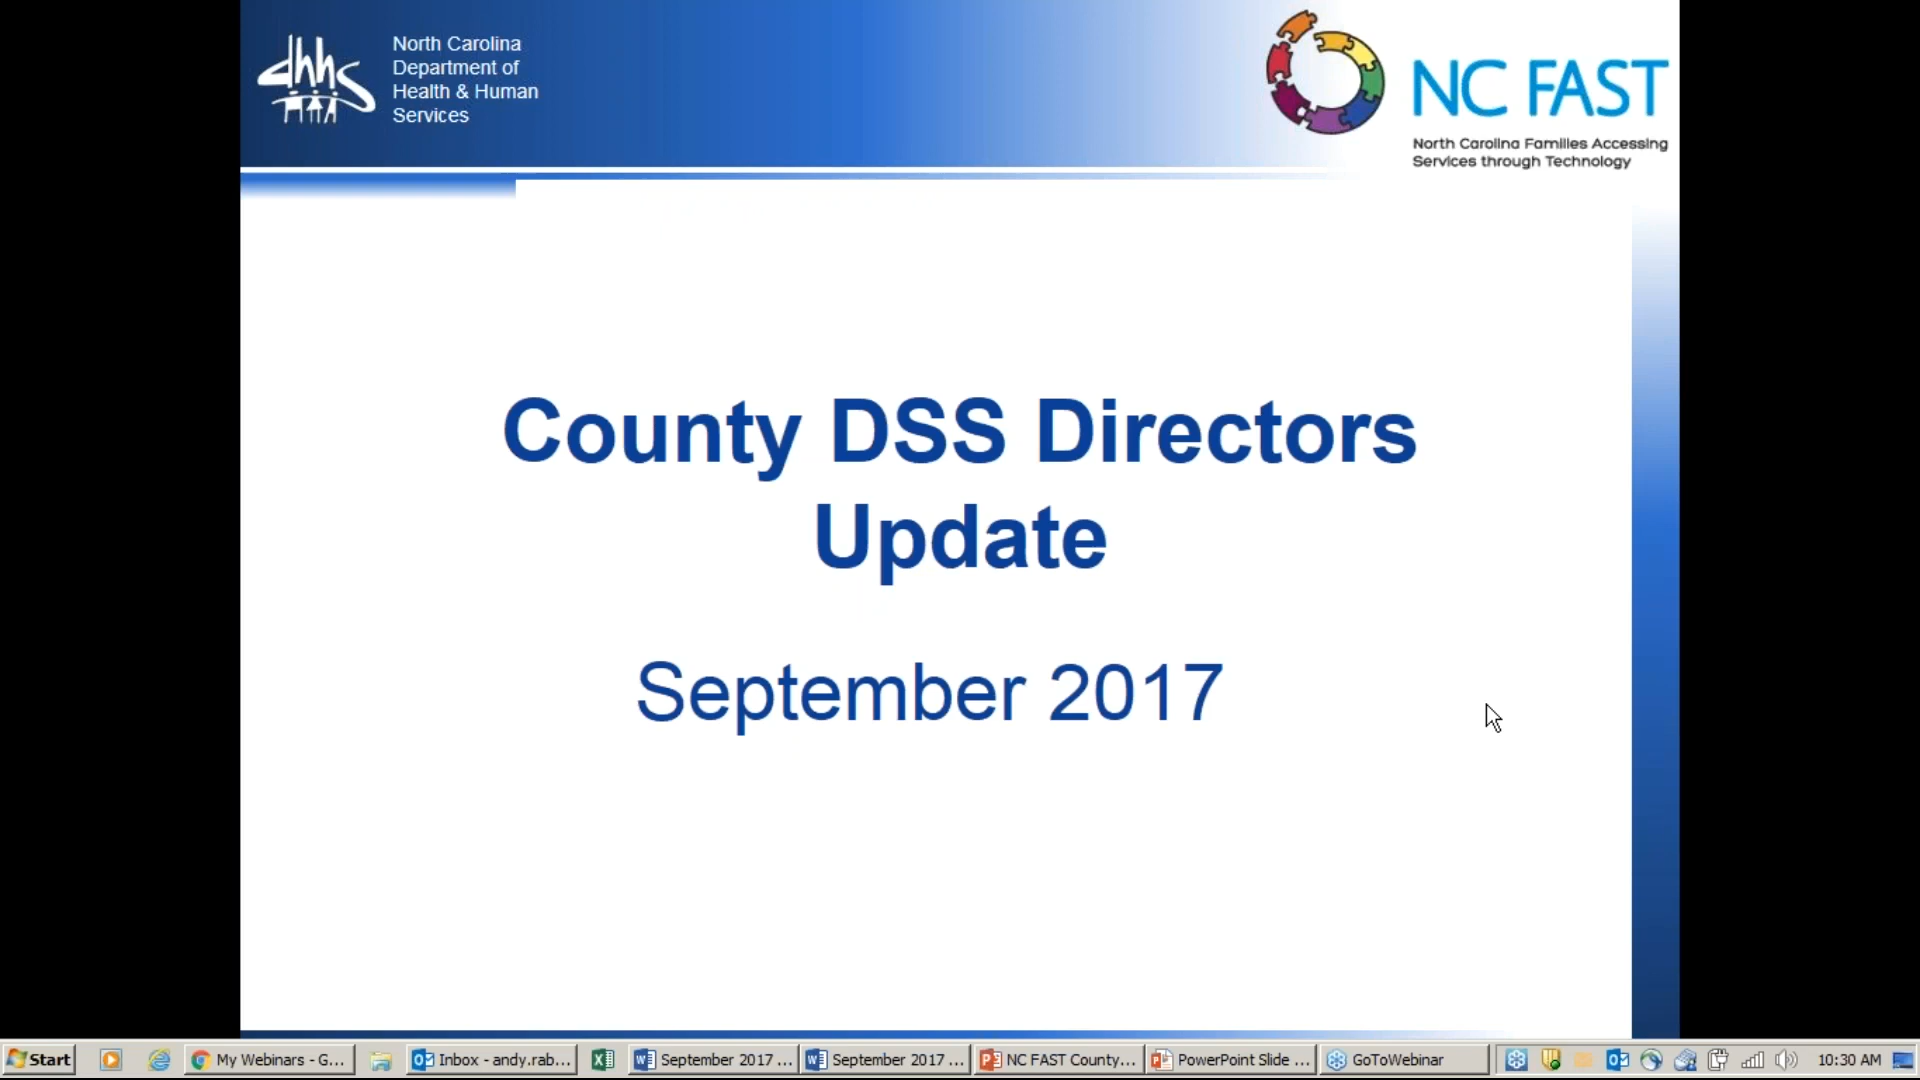 dhhs
North Carolina
Department of
Health & Human
Services
NC FAST
North Carolina Families Accessing
Services through Technology
County DSS Directors
Update
September 2017
Start
My Webinars - G...
Inbox - andy.rab...
September 2017 ...
September 2017 ...
NC FAST County...
PowerPoint Slide ...
GoToWebinar
10:30 AM